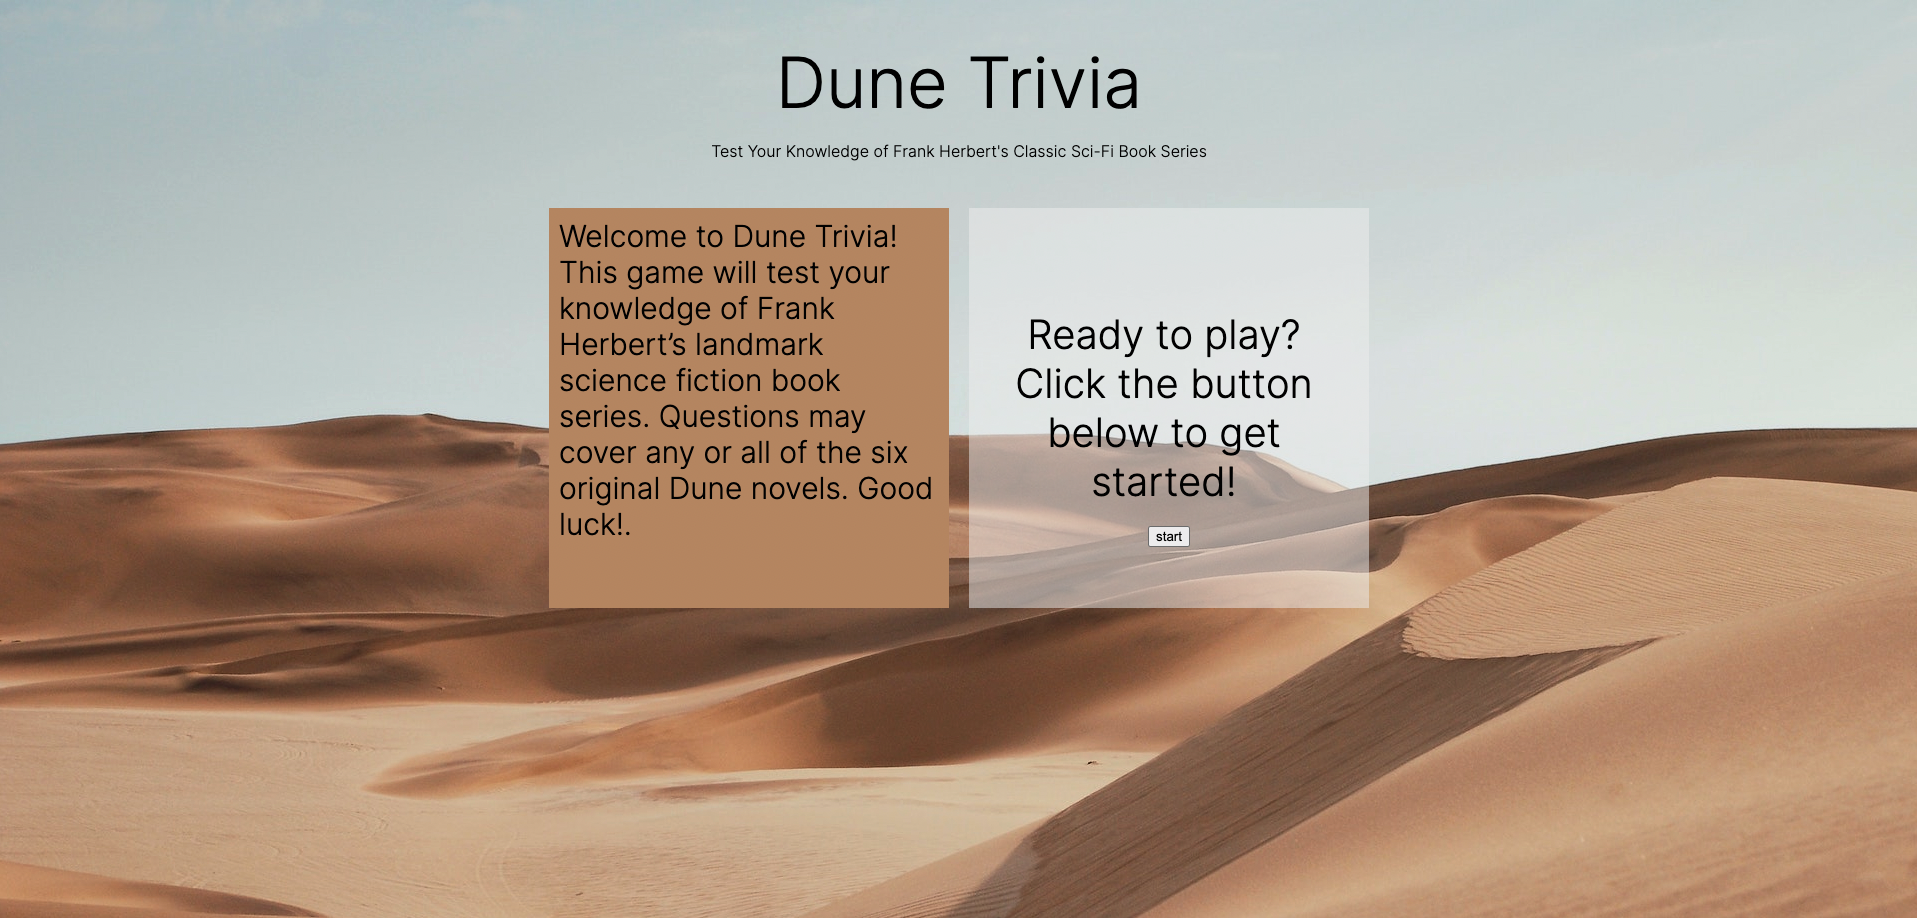 Dune Trivia
Test Your Knowledge of Frank Herbert's Classic Sci-Fi Book Series
Welcome to Dune Trivia!
This game will test your
knowledge of Frank
Herbert’s landmark
science fiction book
series. Questions may
cover any or all of the six
original Dune novels. Good
luck!.
Ready to play?
Click the button
below to get
started!
start